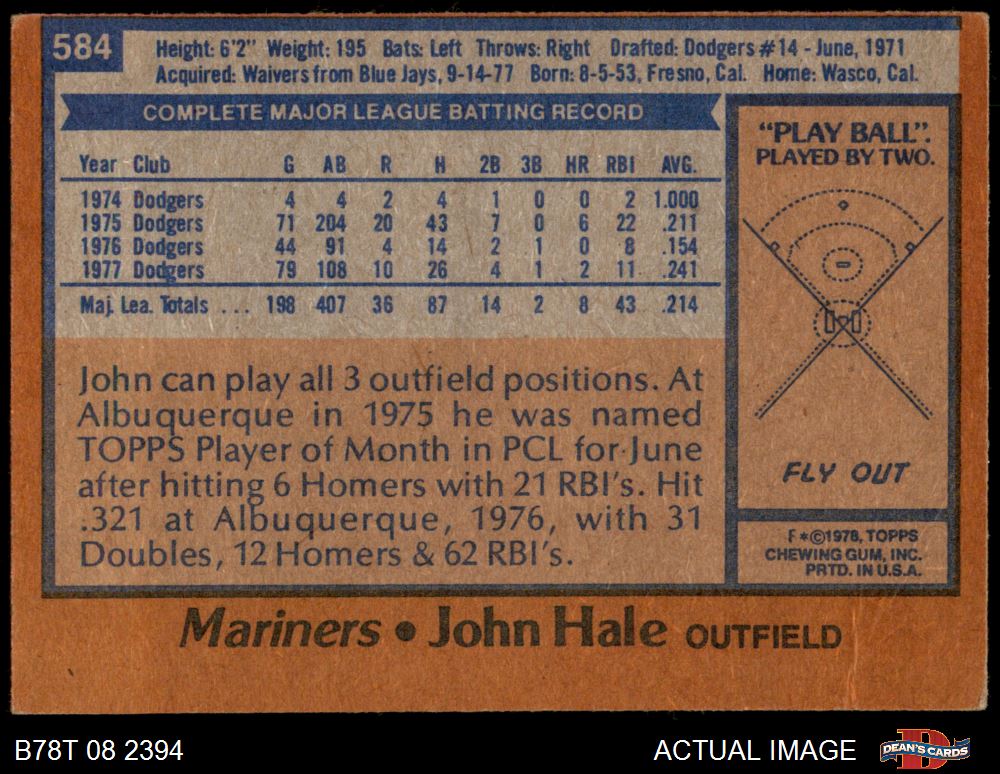 584
Height: 6'2" Weight: 195 Bats: Left Throws: Right Drafted: Dodgers #14 - June, 1971
Acquired: Waivers from Blue Jays, 9-14-77 Born: 8-5-53, Fresno, Cal. Home: Wasco, Cal.
COMPLETE MAJOR LEAGUE BATTING RECORD
Year Club G AB R H 2B 3B HR RBI AVG.
1974 Dodgers 4 4 2 4 1 0 0 2 1.000
1975 Dodgers 71 204 20 43 7 0 6 22 .211
1976 Dodgers 44 91 4 14 2 1 0 8 .154
1977 Dodgers 79 108 10 26 4 1 2 11 .241
Maj. Lea. Totals ... 198 407 36 87 14 2 8 43 .214
John can play all 3 outfield positions. At
Albuquerque in 1975 he was named
TOPPS Player of Month in PCL for June
after hitting 6 Homers with 21 RBI's. Hit
.321 at Albuquerque, 1976, with 31
Doubles, 12 Homers & 62 RBI's.
"PLAY BALL".
PLAYED BY TWO.
FLY OUT
F*©1978, TOPPS
CHEWING GUM, INC.
PRTD. IN U.S.A.
Mariners • John Hale OUTFIELD
B78T 08 2394
ACTUAL IMAGE
DEAN'S CARDS